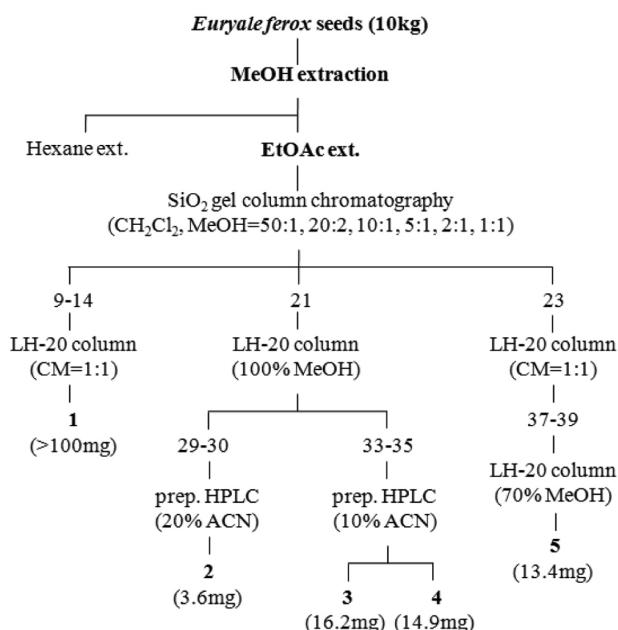 Euryale ferox seeds (10kg)
MeOH extraction
Hexane ext.
EtOAc ext.
SiO2 gel column chromatography
(CH2Cl2, MeOH=50:1, 20:2, 10:1, 5:1, 2:1, 1:1)
9-14
LH-20 column
(CM=1:1)
1
(>100mg)
21
LH-20 column
(100% MeOH)
29-30
prep. HPLC
(20% ACN)
2
(3.6mg)
33-35
prep. HPLC
(10% ACN)
3
(16.2mg)
4
(14.9mg)
23
LH-20 column
(CM=1:1)
37-39
LH-20 column
(70% MeOH)
5
(13.4mg)